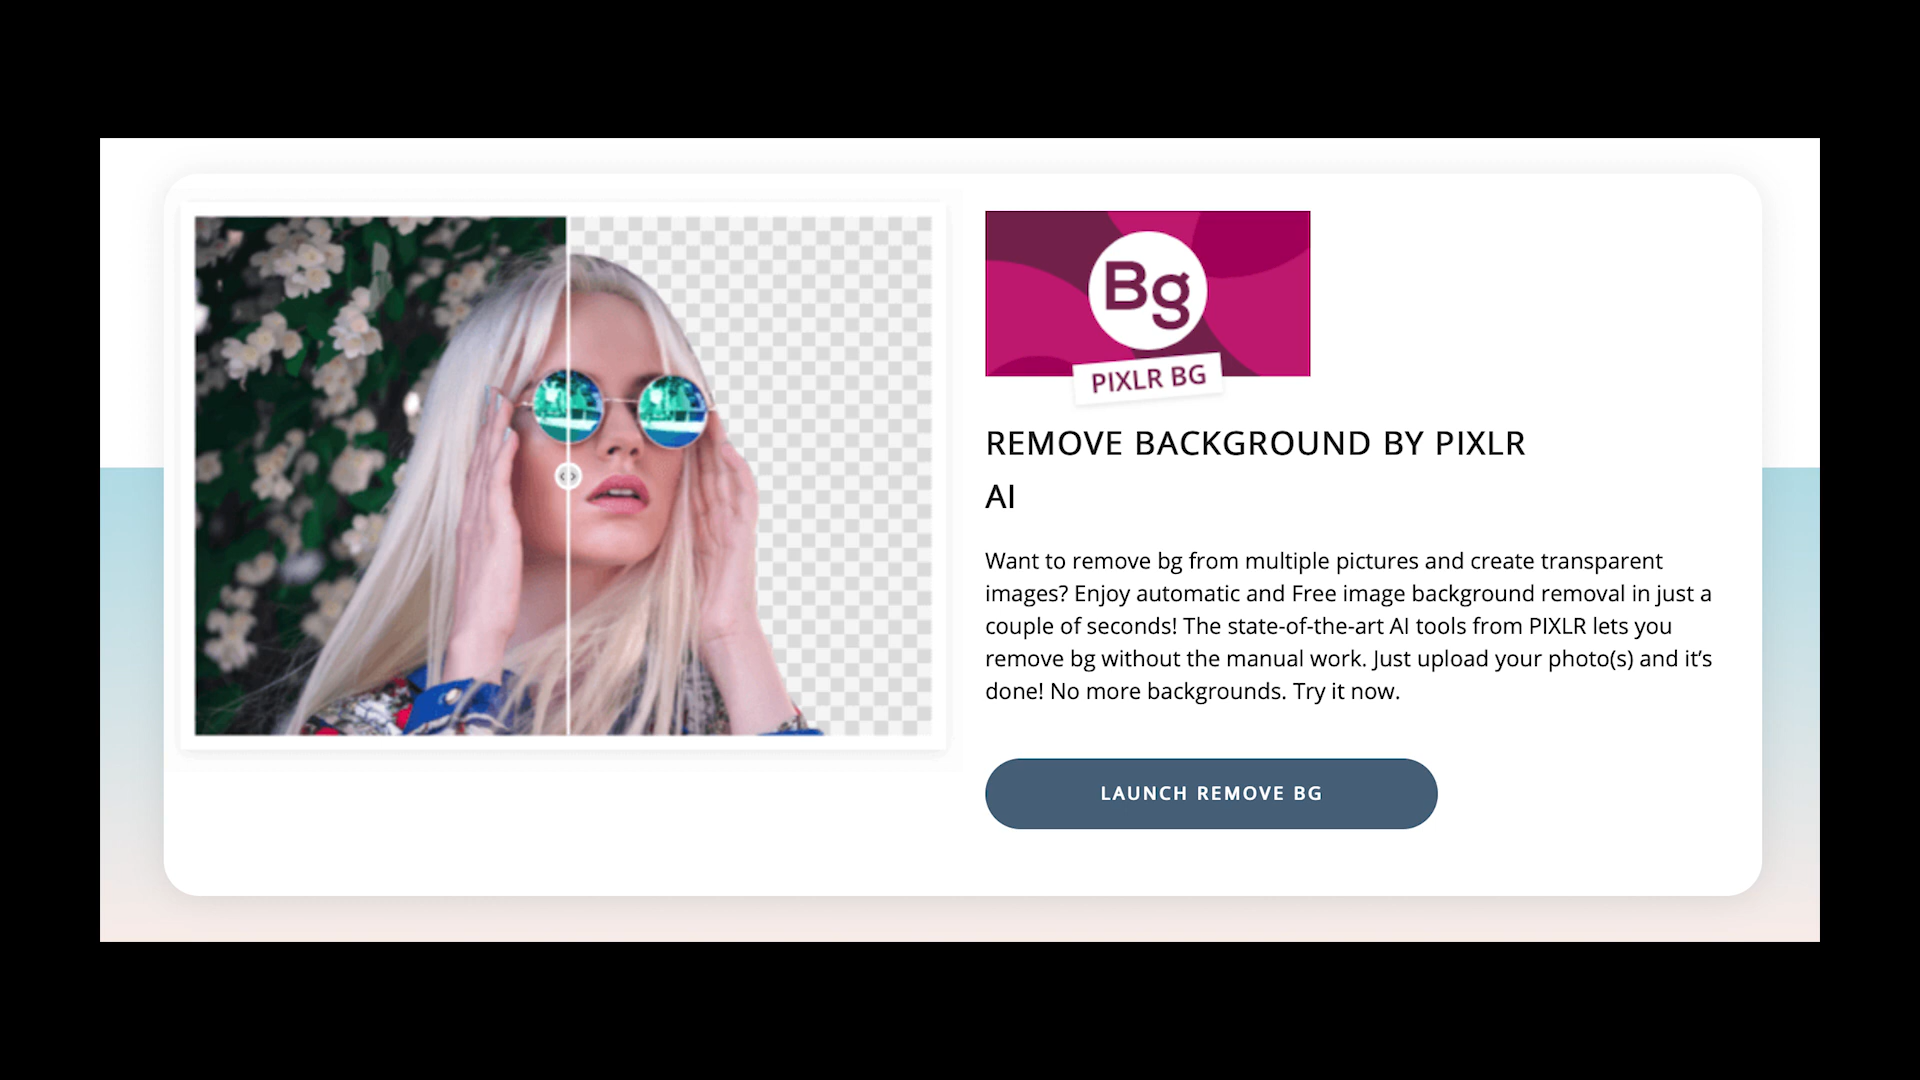 Bg
PIXLR BG
REMOVE BACKGROUND BY PIXLR
AI
Want to remove bg from multiple pictures and create transparent
images? Enjoy automatic and Free image background removal in just a
couple of seconds! The state-of-the-art AI tools from PIXLR lets you
remove bg without the manual work. Just upload your photo(s) and it’s
done! No more backgrounds. Try it now.
LAUNCH REMOVE BG